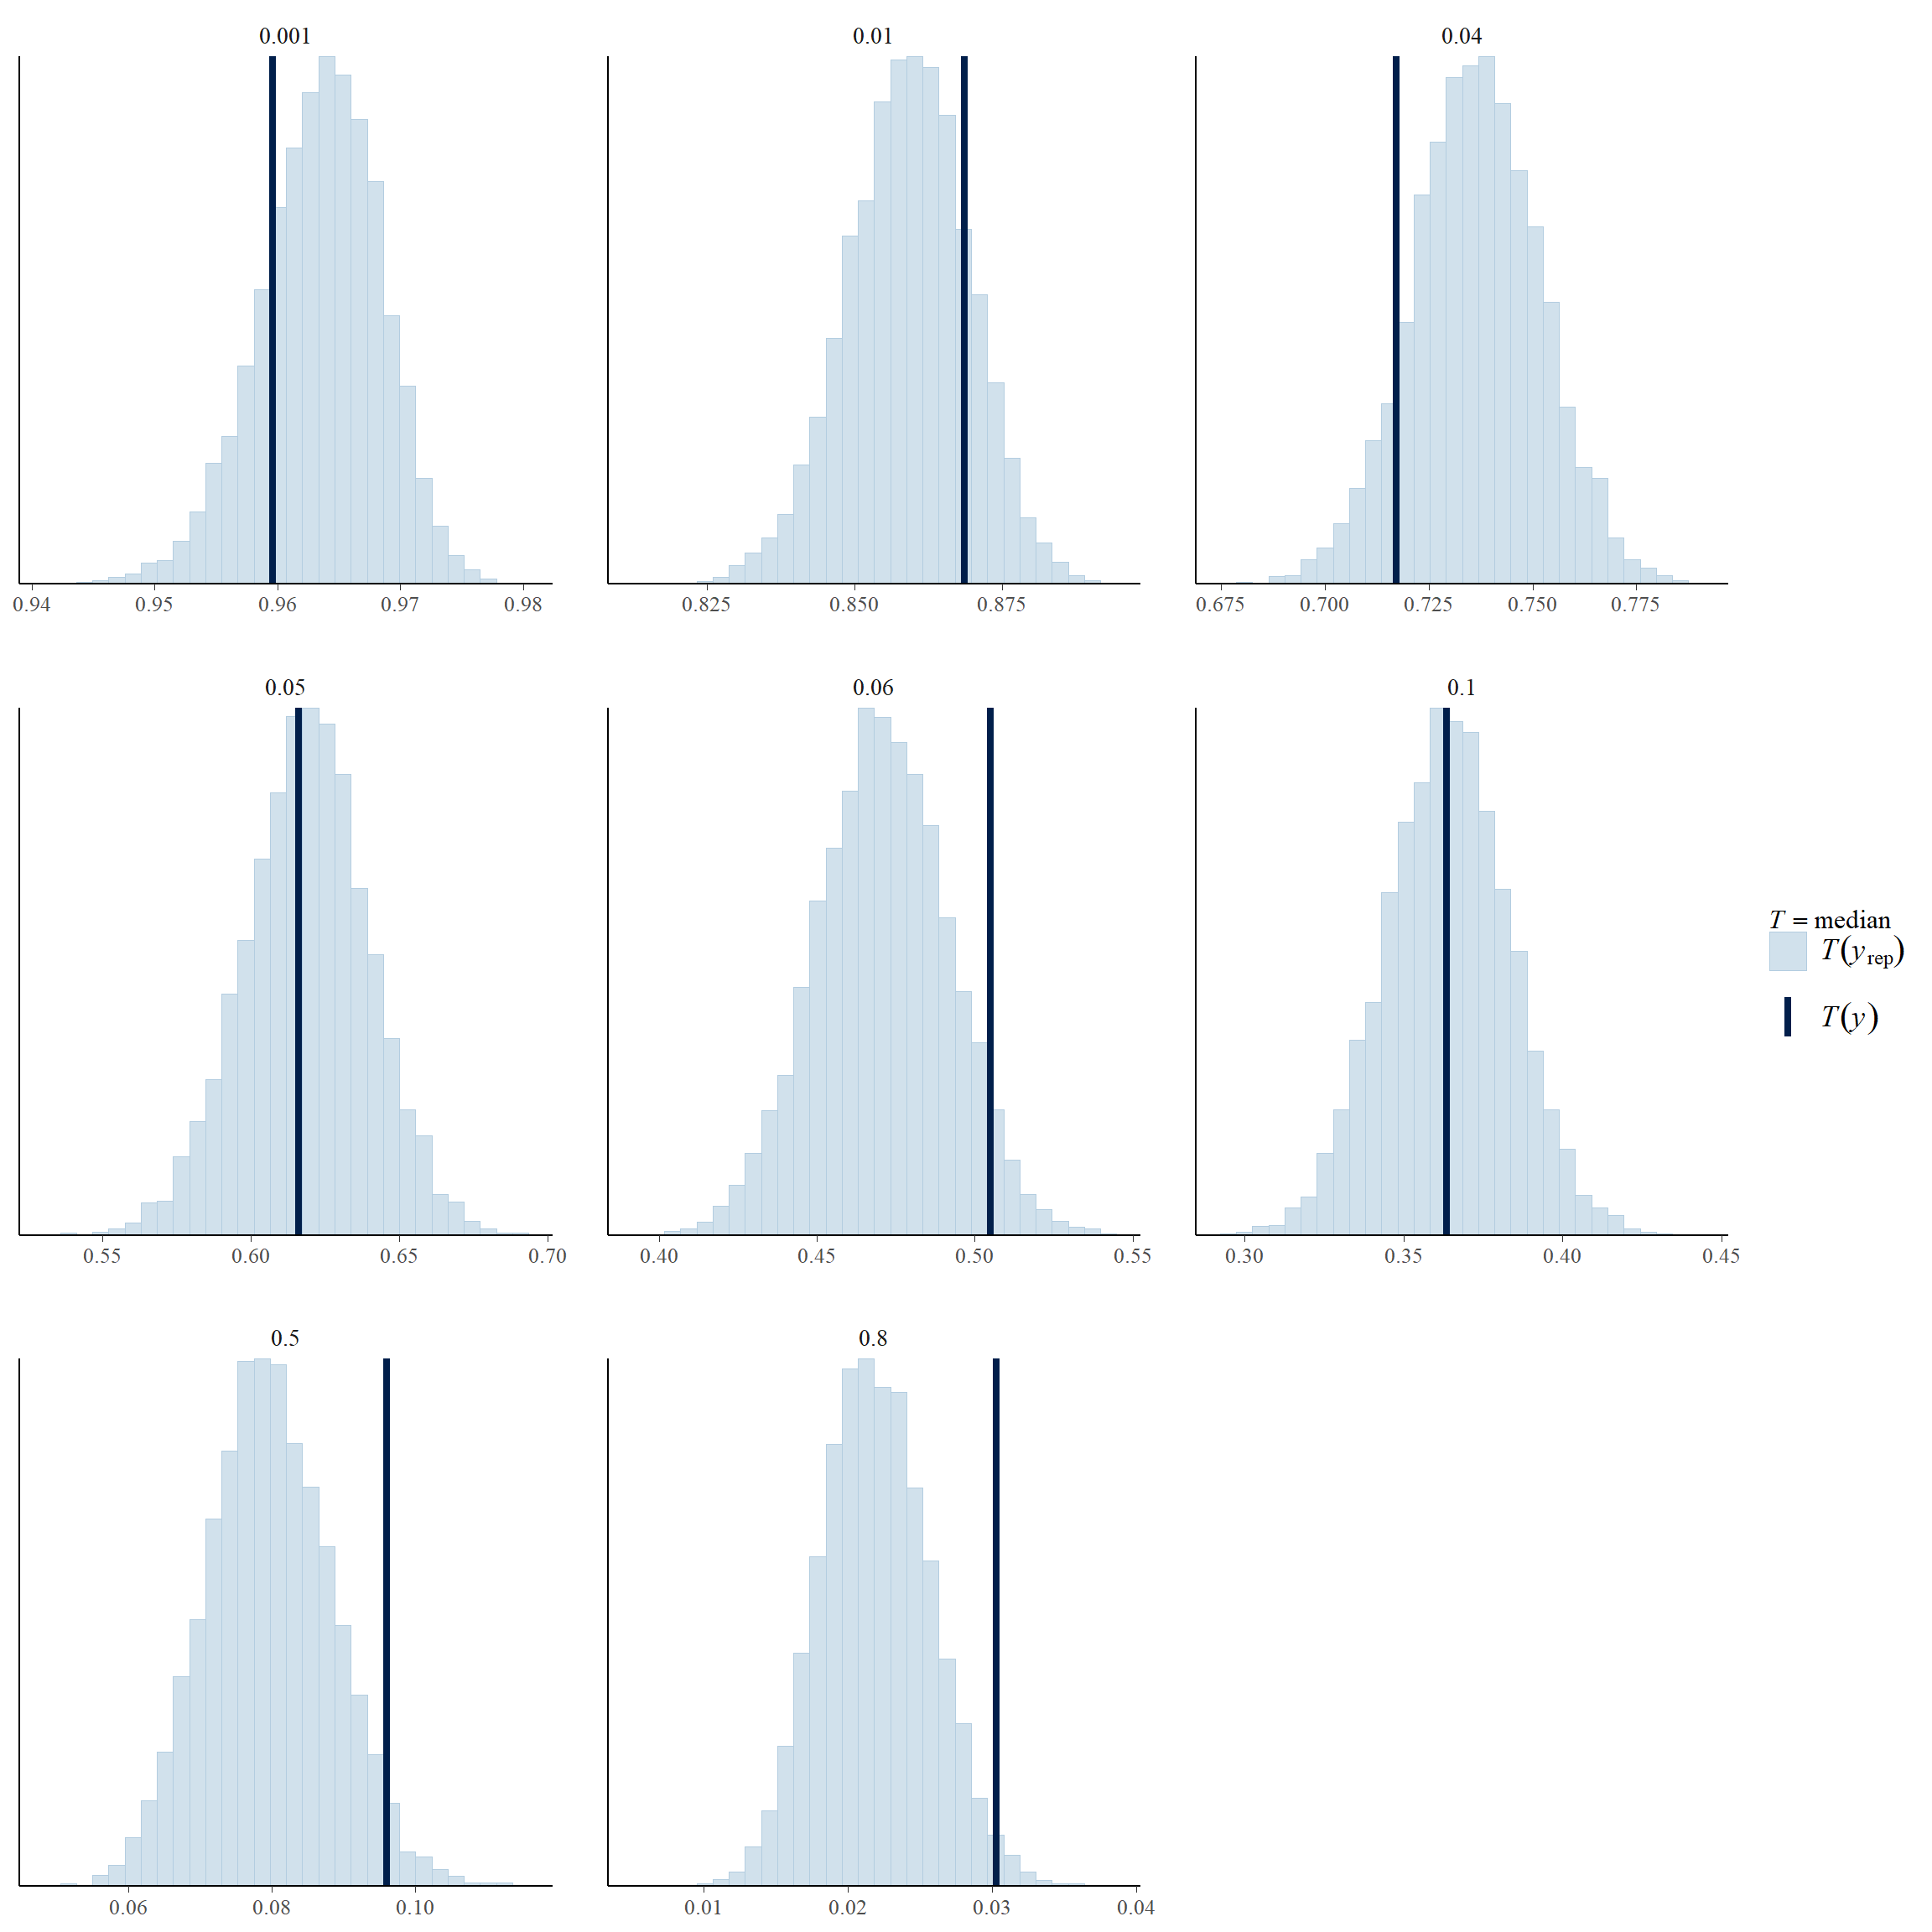 0.001 0.01 0.04
0.94 0.95 0.96 0.97 0.98 0.825 0.850 0.875 0.675 0.700 0.725 0.750 0.775
0.05 0.06 0.1
0.55 0.60 0.65 0.70 0.40 0.45 0.50 0.55 0.30 0.35 0.40 0.45
0.5 0.8
0.06 0.08 0.10 0.01 0.02 0.03 0.04
T = median
T(y_rep)
T(y)